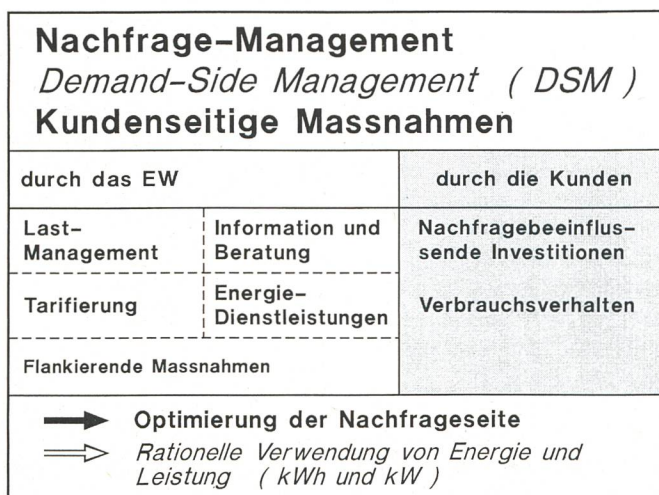 Nachfrage–Management
Demand–Side Management ( DSM )
Kundenseitige Massnahmen
durch das EW
durch die Kunden
Last–
Management
Information und
Beratung
Nachfragebeeinflus–
sende Investitionen
Tarifierung
Energie–
Dienstleistungen
Verbrauchsverhalten
Flankierende Massnahmen
Optimierung der Nachfrageseite
Rationelle Verwendung von Energie und
Leistung ( kWh und kW )